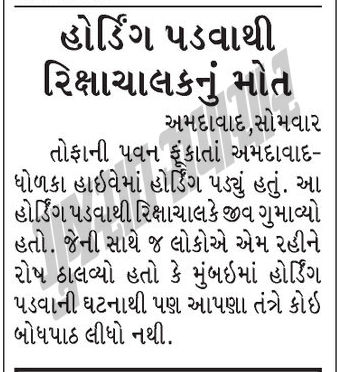 હોર્ડિંગ પડવાથી
રિક્ષાચાલકનું મોત
અમદાવાદ,સોમવાર
તોફાની પવન ફૂંકાતાં અમદાવાદ-
ધોળકા હાઈવેમાં હોર્ડિંગ પડ્યું હતું. આ
હોર્ડિંગ પડવાથી રિક્ષાચાલકે જીવ ગુમાવ્યો
હતો. જેની સાથે જ લોકોએ એમ રહીને
રોષ ઠાલવ્યો હતો કે મુંબઇમાં હોર્ડિંગ
પડવાની ઘટનાથી પણ આપણા તંત્રે કોઇ
બોધપાઠ લીધો નથી.